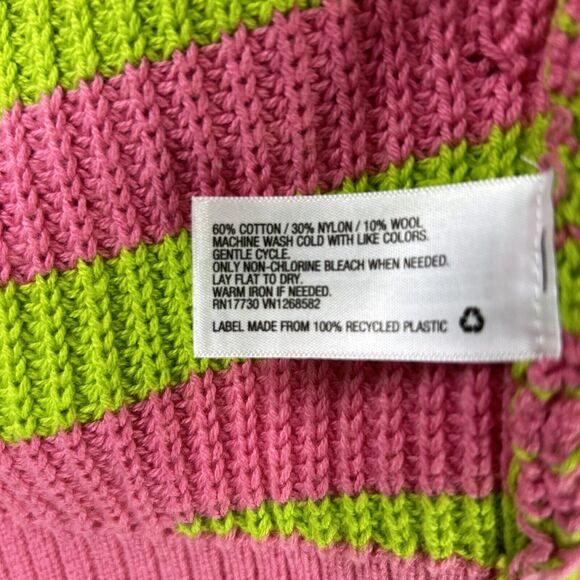 60% COTTON / 30% NYLON / 10% WOOL.
MACHINE WASH COLD WITH LIKE COLORS.
GENTLE CYCLE.
ONLY NON-CHLORINE BLEACH WHEN NEEDED.
LAY FLAT TO DRY.
WARM IRON IF NEEDED.
RN17730 VN1268582
LABEL MADE FROM 100% RECYCLED PLASTIC